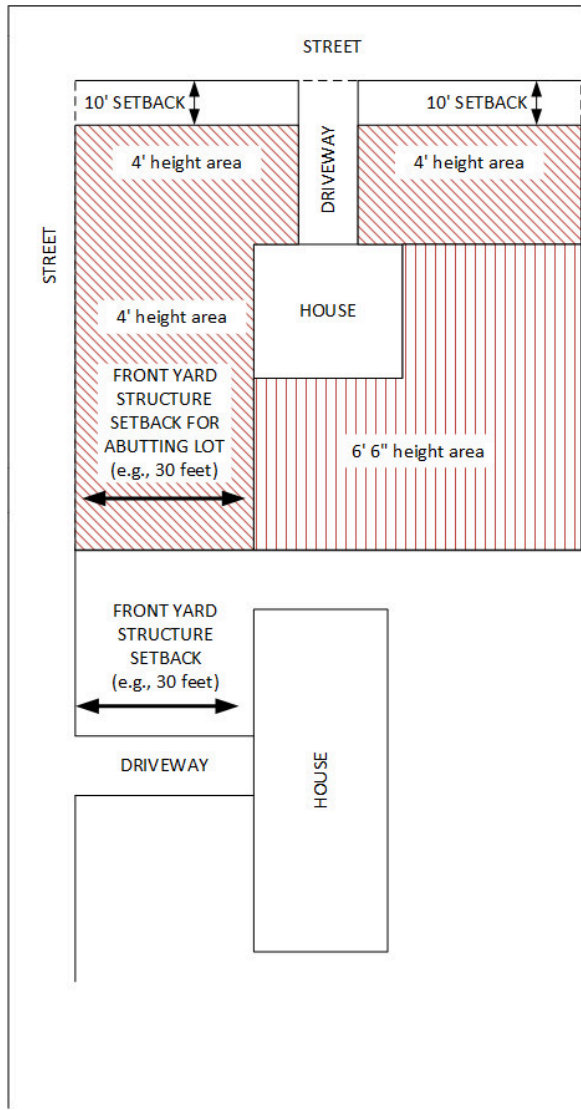 STREET
10' SETBACK
10' SETBACK
4' height area
4' height area
DRIVEWAY
STREET
HOUSE
4' height area
FRONT YARD
STRUCTURE
SETBACK FOR
ABUTTING LOT
(e.g., 30 feet)
6' 6" height area
FRONT YARD
STRUCTURE
SETBACK
(e.g., 30 feet)
DRIVEWAY
HOUSE